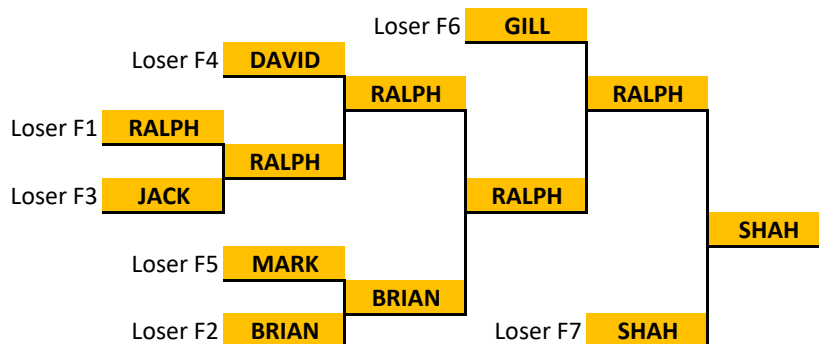 Loser F6 GILL
Loser F4 DAVID
RALPH RALPH
Loser F1 RALPH
RALPH
Loser F3 JACK RALPH
SHAH
Loser F5 MARK
BRIAN
Loser F2 BRIAN Loser F7 SHAH